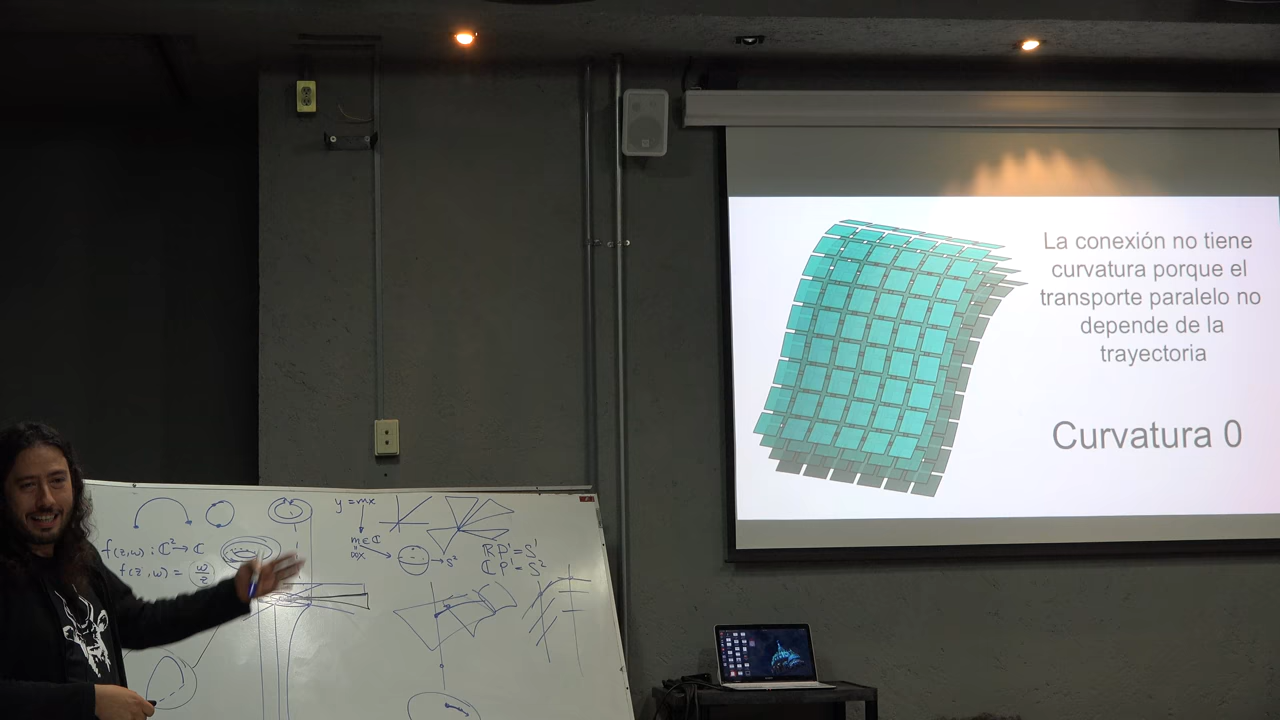 La conexión no tiene
curvatura porque el
transporte paralelo no
depende de la
trayectoria
Curvatura 0
y = mx
m ∈ ℂ
f(z,w) : ℂ² → ℂ
f(z,w) = w/z
→ S²
ℝP¹ = S¹
ℂP¹ = S²